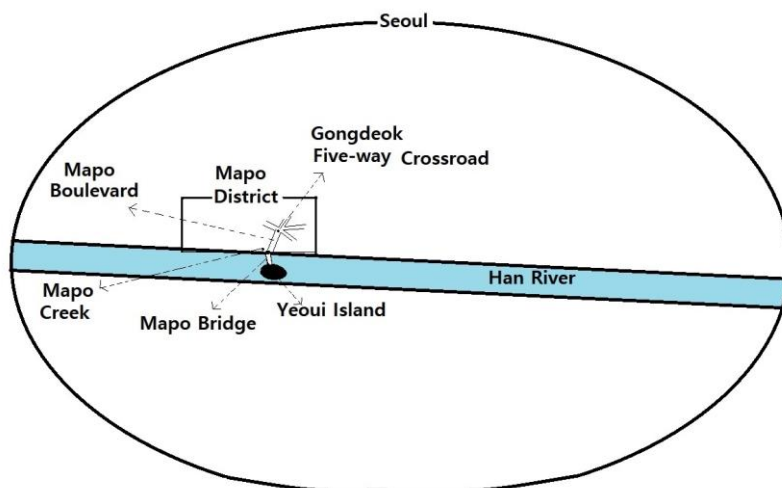 Seoul
Gongdeok
Five-way Crossroad
Mapo
Boulevard
Mapo
District
Han River
Mapo
Creek
Mapo Bridge
Yeoui Island